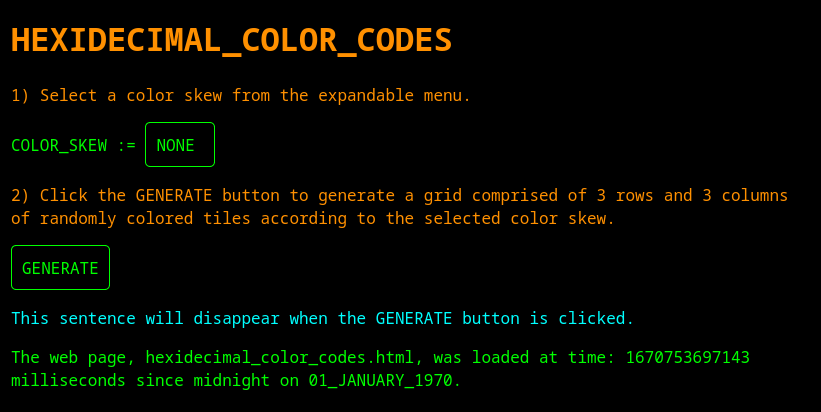 HEXIDECIMAL_COLOR_CODES
1) Select a color skew from the expandable menu.
COLOR_SKEW := NONE
2) Click the GENERATE button to generate a grid comprised of 3 rows and 3 columns
of randomly colored tiles according to the selected color skew.
GENERATE
This sentence will disappear when the GENERATE button is clicked.
The web page, hexidecimal_color_codes.html, was loaded at time: 1670753697143
milliseconds since midnight on 01_JANUARY_1970.